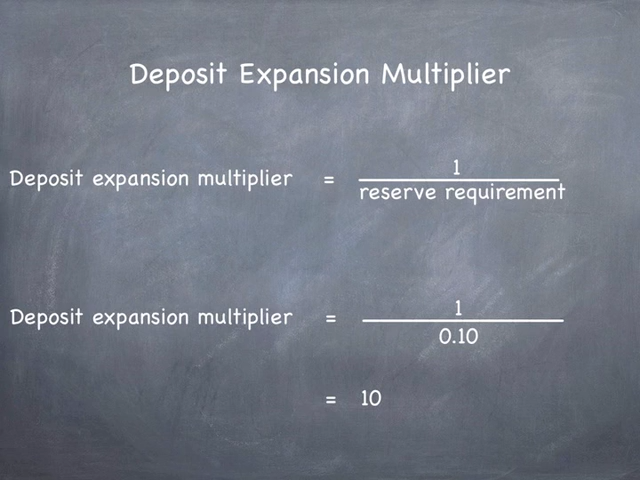 Deposit Expansion Multiplier
Deposit expansion multiplier = 1
reserve requirement
Deposit expansion multiplier = 1
0.10
= 10